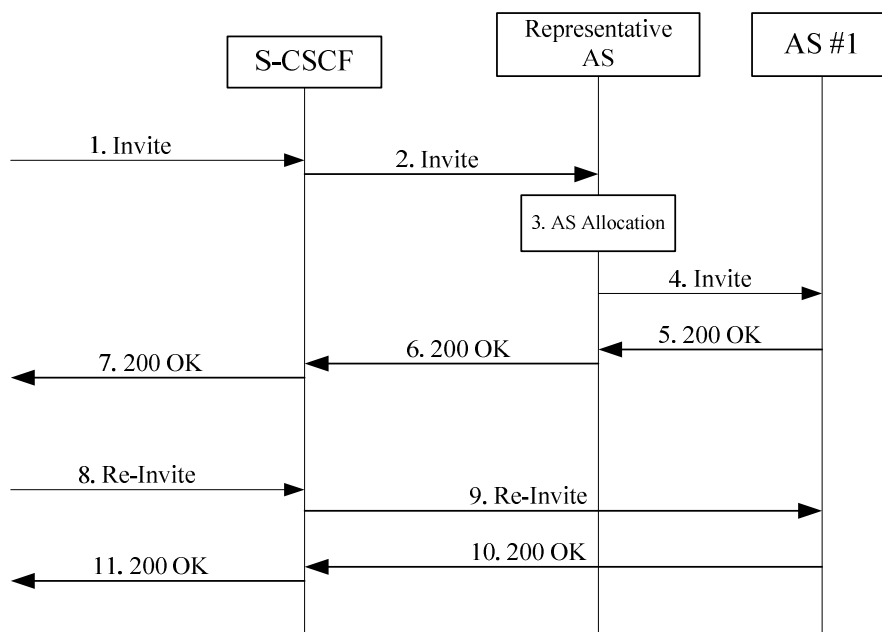 S-CSCF
Representative
AS
AS #1
1. Invite
2. Invite
3. AS Allocation
4. Invite
5. 200 OK
6. 200 OK
7. 200 OK
8. Re-Invite
9. Re-Invite
10. 200 OK
11. 200 OK